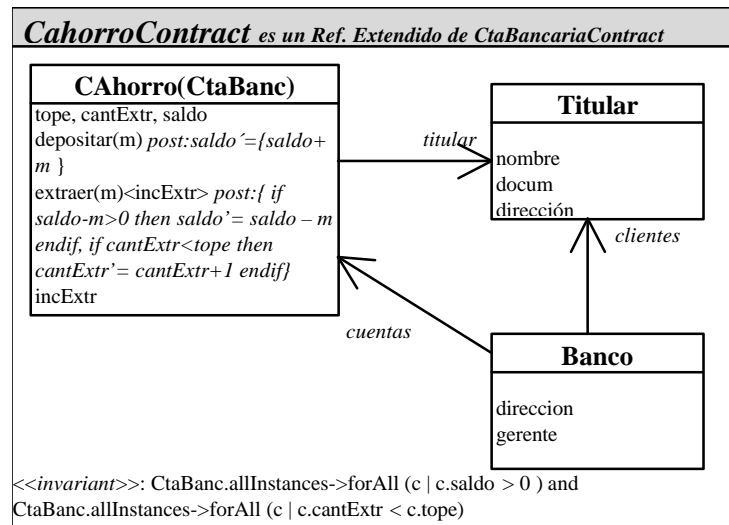 CahorroContract es un Ref. Extendido de CtaBancariaContract
CAhorro(CtaBanc)
tope, cantExtr, saldo
depositar(m) post:saldo´={saldo+
m }
extraer(m)<incExtr> post:{ if
saldo-m>0 then saldo’= saldo – m
endif, if cantExtr<tope then
cantExtr’= cantExtr+1 endif}
incExtr
titular
Titular
nombre
docum
dirección
clientes
cuentas
Banco
direccion
gerente
<<invariant>>: CtaBanc.allInstances->forAll (c | c.saldo > 0 ) and
CtaBanc.allInstances->forAll (c | c.cantExtr < c.tope)